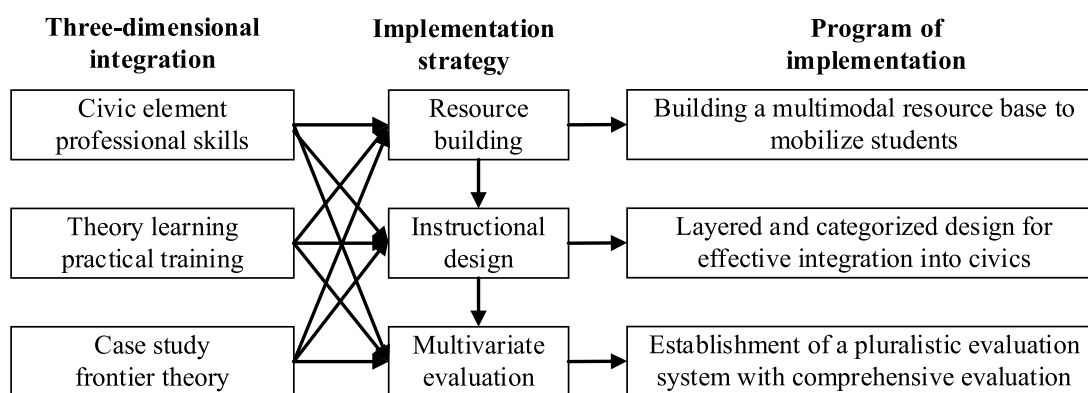 Three-dimensional
integration
Implementation
strategy
Program of
implementation
Civic element
professional skills
Resource
building
Building a multimodal resource base to
mobilize students
Theory learning
practical training
Instructional
design
Layered and categorized design for
effective integration into civics
Case study
frontier theory
Multivariate
evaluation
Establishment of a pluralistic evaluation
system with comprehensive evaluation